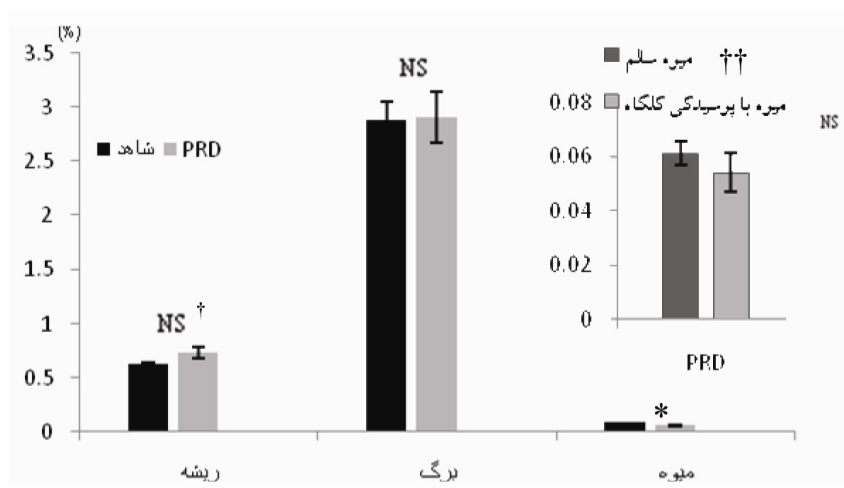 (%)
3.5
3
2.5
2
1.5
1
0.5
0
شاهد
PRD
NS †
NS
*
ریشه
برگ
میوه
میوه سالم
††
میوه با پوسیدگی گلگاه
NS
0.08
0.06
0.04
0.02
0
PRD